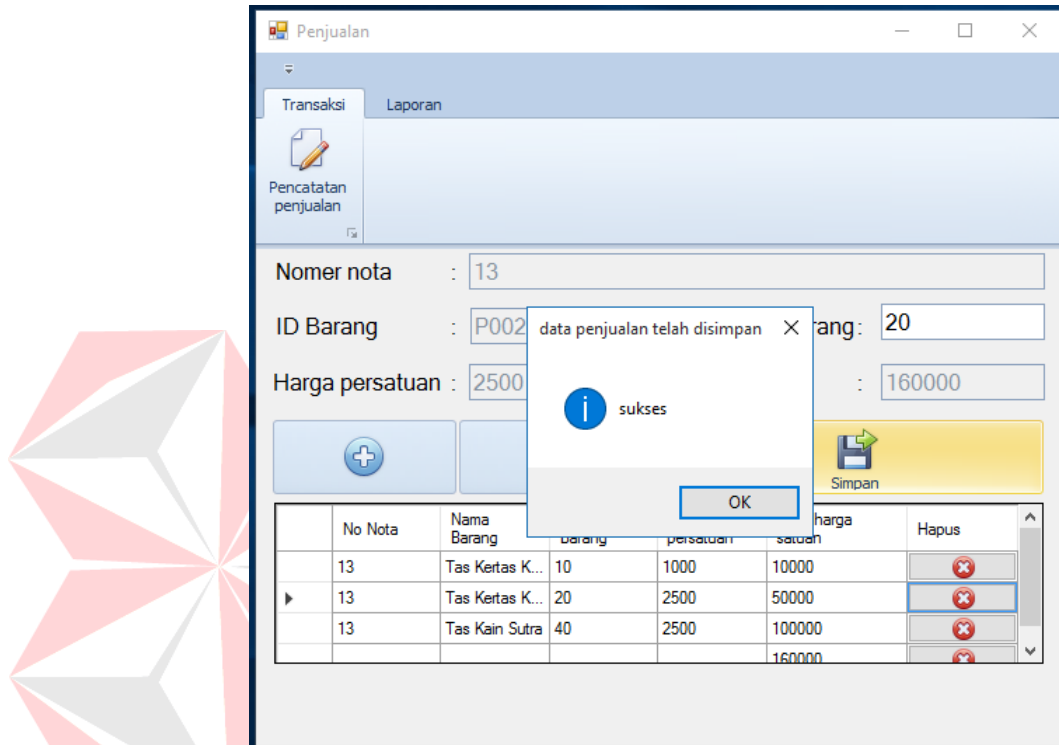 Penjualan
Transaksi Laporan
Pencatatan
penjualan
Nomer nota : 13
ID Barang : P002 rang: 20
Harga persatuan : 2500 : 160000
data penjualan telah disimpan
sukses
OK
Simpan
No Nota Nama Barang Barang persatuan harga satuan Hapus
13 Tas Kertas K... 10 1000 10000
13 Tas Kertas K... 20 2500 50000
13 Tas Kain Sutra 40 2500 100000
160000